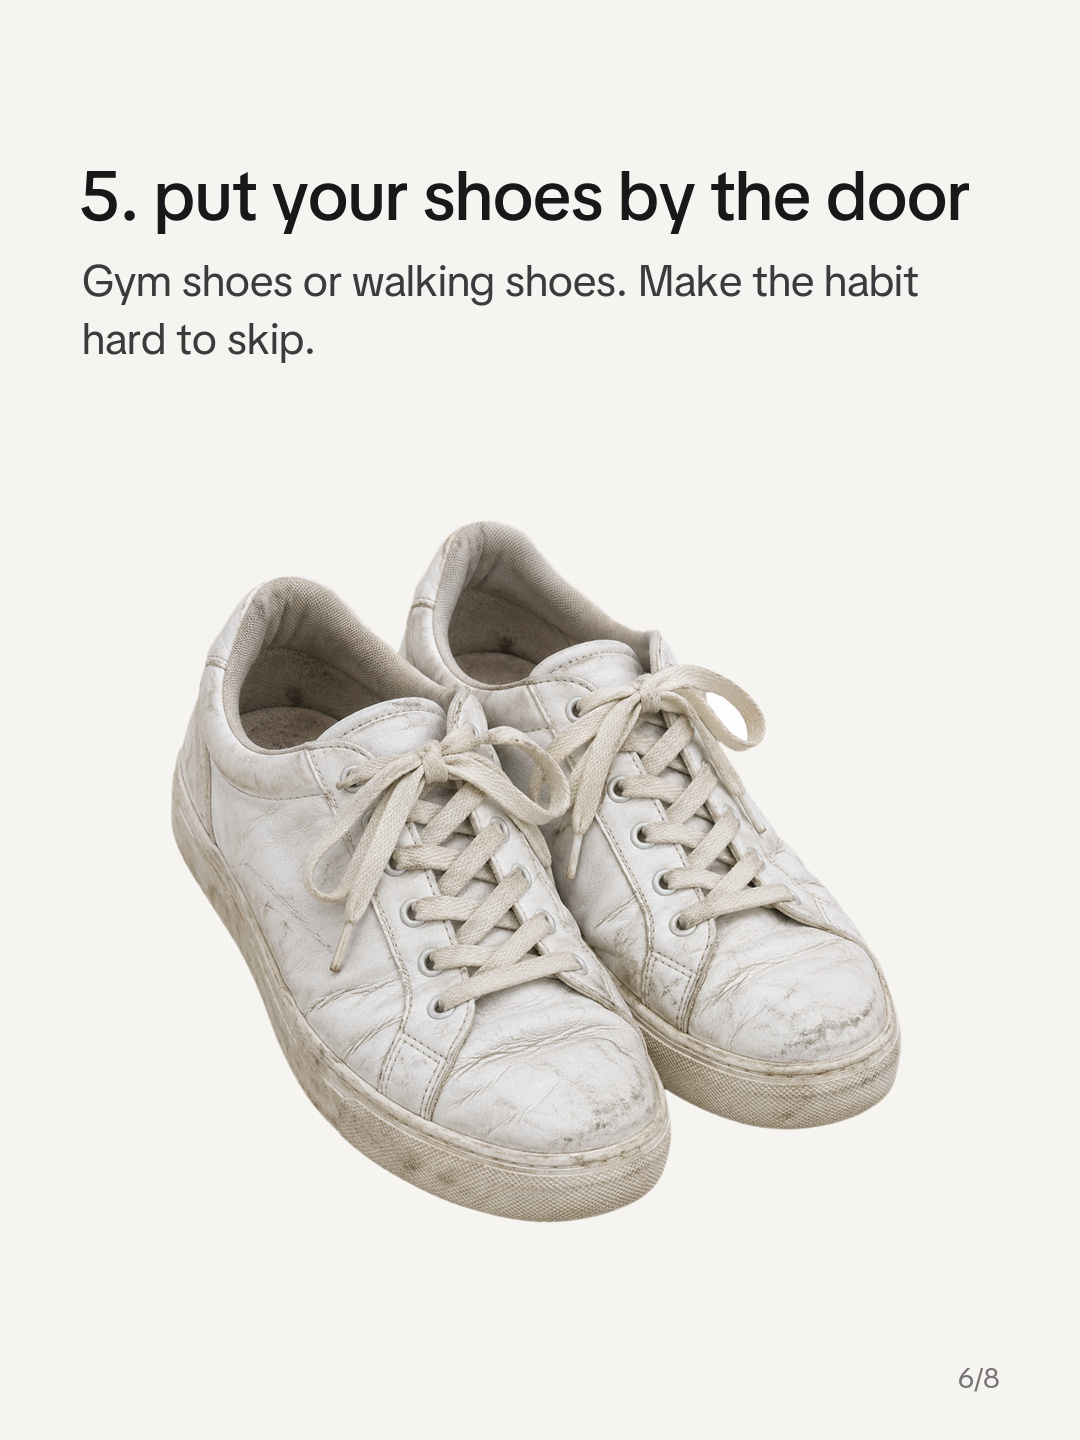 5. put your shoes by the door
Gym shoes or walking shoes. Make the habit
hard to skip.
6/8